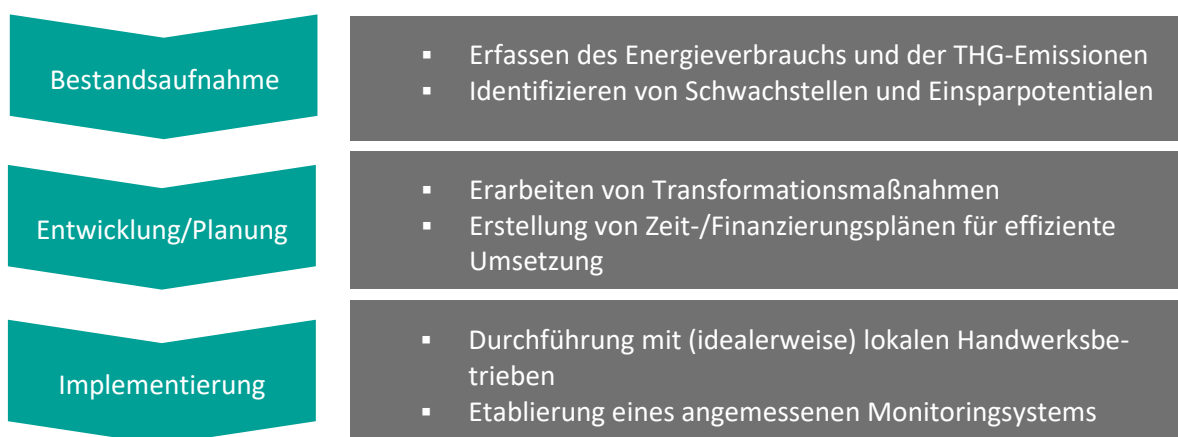 Bestandsaufnahme
▪ Erfassen des Energieverbrauchs und der THG-Emissionen
▪ Identifizieren von Schwachstellen und Einsparpotentialen
Entwicklung/Planung
▪ Erarbeiten von Transformationsmaßnahmen
▪ Erstellung von Zeit-/Finanzierungsplänen für effiziente
Umsetzung
Implementierung
▪ Durchführung mit (idealerweise) lokalen Handwerksbe-
trieben
▪ Etablierung eines angemessenen Monitoringsystems